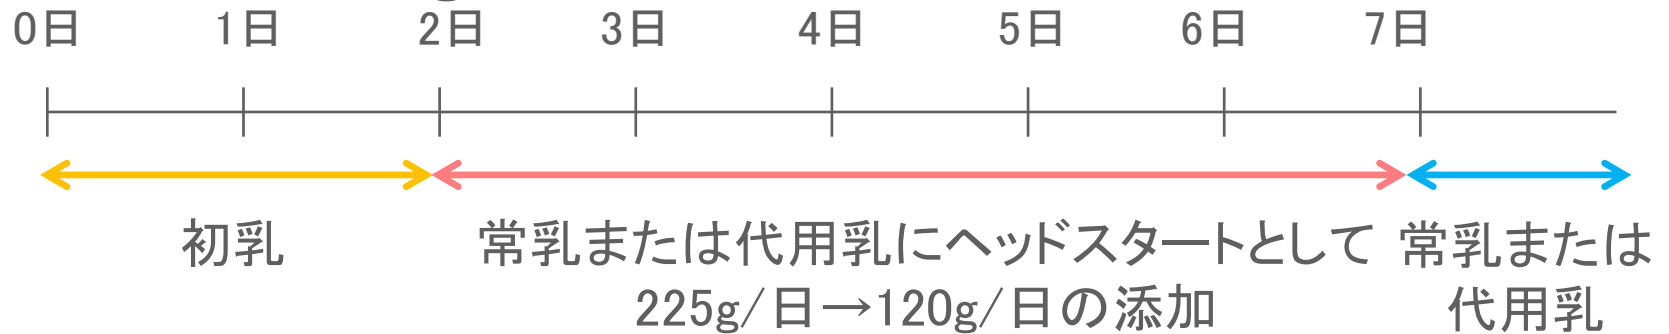 0日 1日 2日 3日 4日 5日 6日 7日
初乳
常乳または代用乳にヘッドスタートとして
225g/日→120g/日の添加
常乳または
代用乳